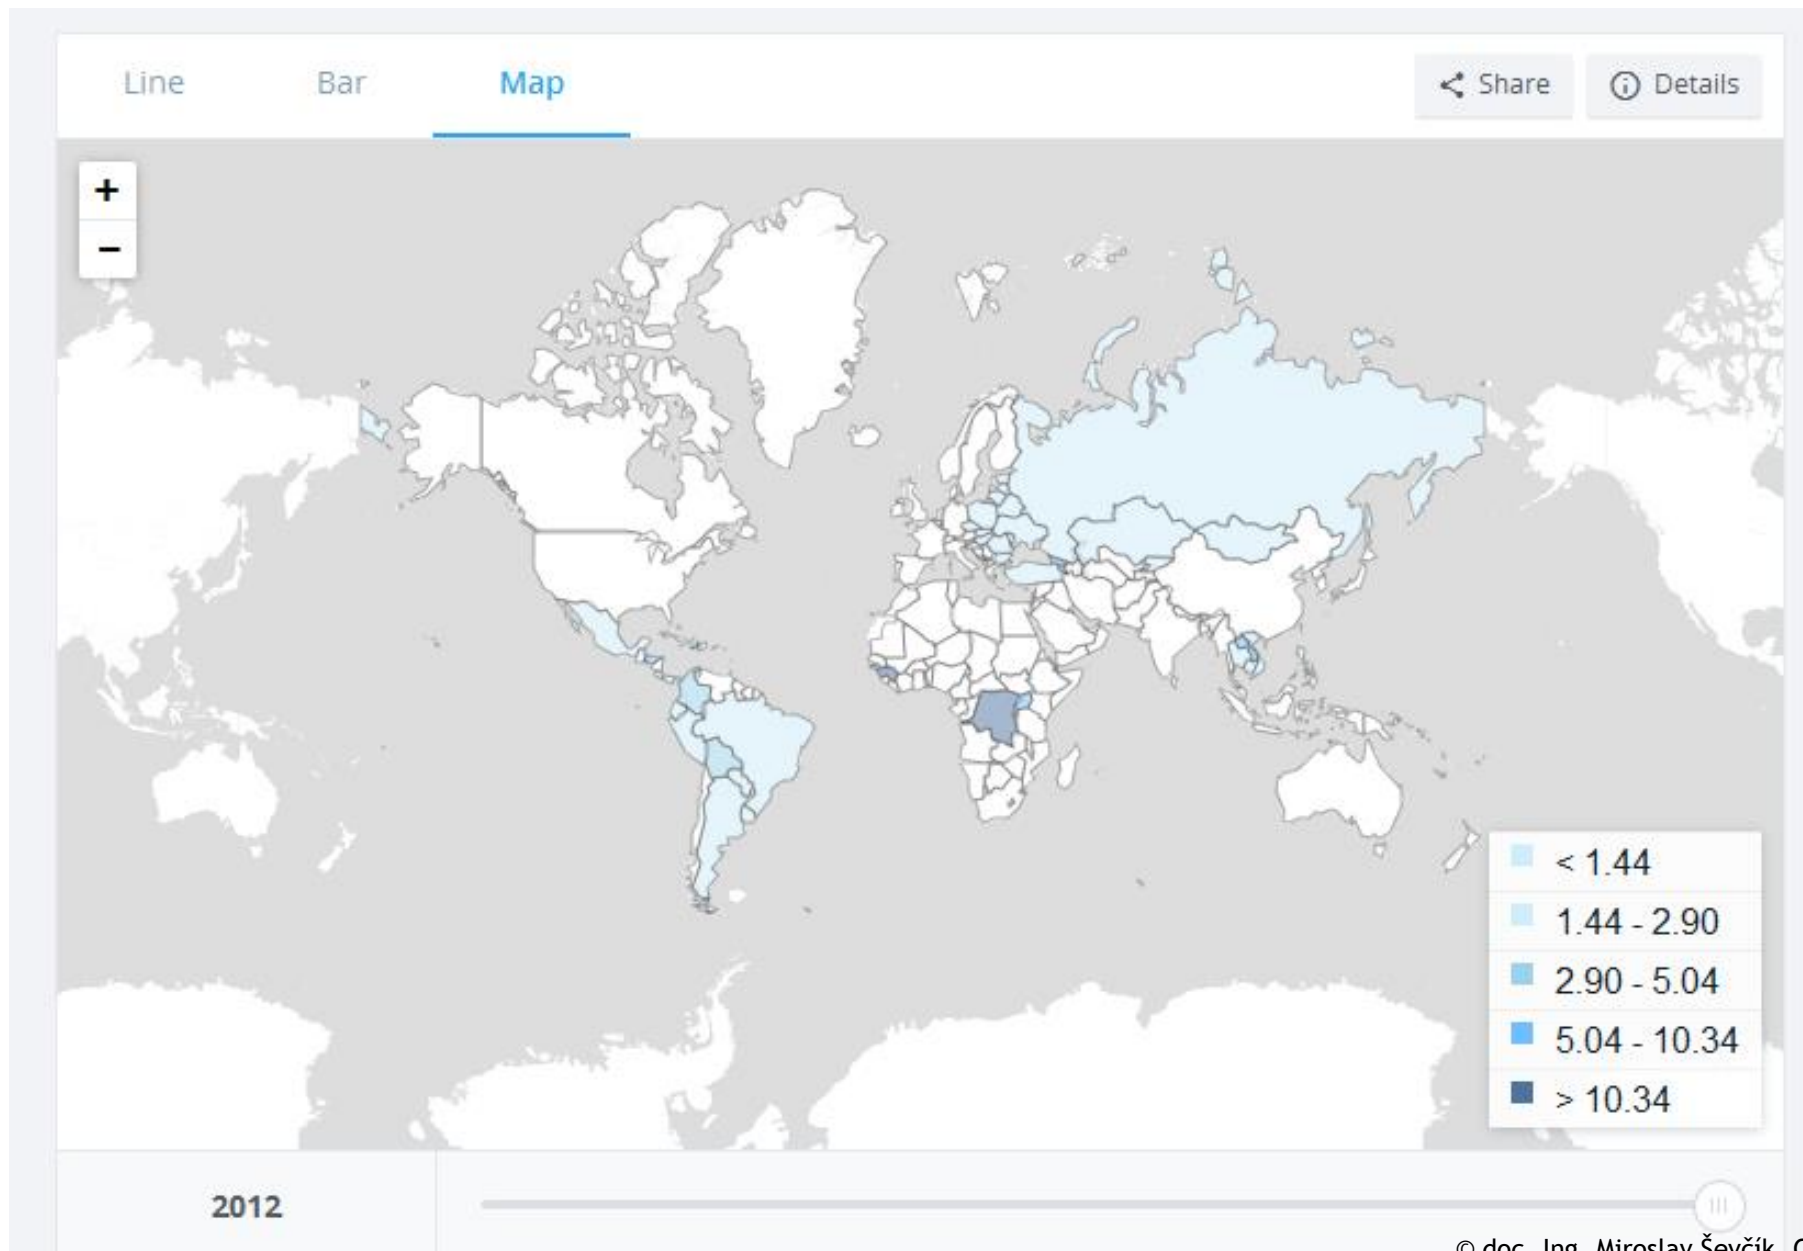 Line Bar Map Share Details
+
−
< 1.44
1.44 - 2.90
2.90 - 5.04
5.04 - 10.34
> 10.34
2012
© doc. Ing. Miroslav Ševčík, C